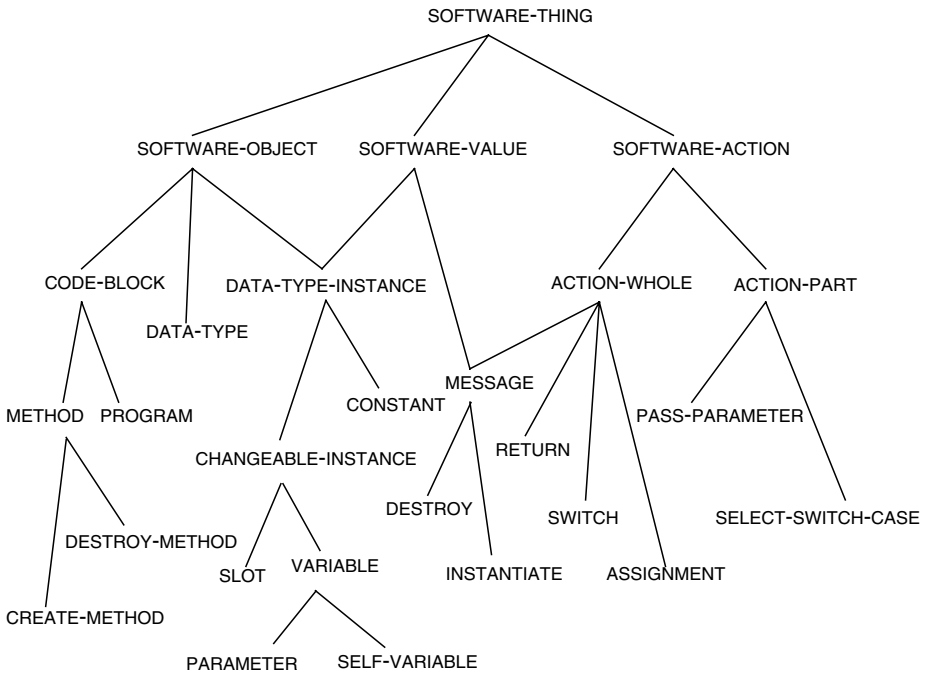 SOFTWARE-THING
SOFTWARE-OBJECT
SOFTWARE-VALUE
SOFTWARE-ACTION
CODE-BLOCK
DATA-TYPE-INSTANCE
ACTION-WHOLE
ACTION-PART
DATA-TYPE
MESSAGE
CONSTANT
METHOD
PROGRAM
PASS-PARAMETER
RETURN
CHANGEABLE-INSTANCE
DESTROY
SWITCH
SELECT-SWITCH-CASE
DESTROY-METHOD
SLOT
VARIABLE
INSTANTIATE
ASSIGNMENT
CREATE-METHOD
PARAMETER
SELF-VARIABLE